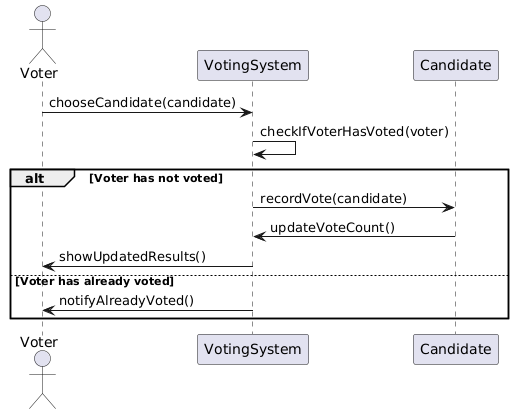 Voter
VotingSystem
Candidate
chooseCandidate(candidate)
checkIfVoterHasVoted(voter)
alt
[Voter has not voted]
recordVote(candidate)
updateVoteCount()
showUpdatedResults()
[Voter has already voted]
notifyAlreadyVoted()
Voter
VotingSystem
Candidate